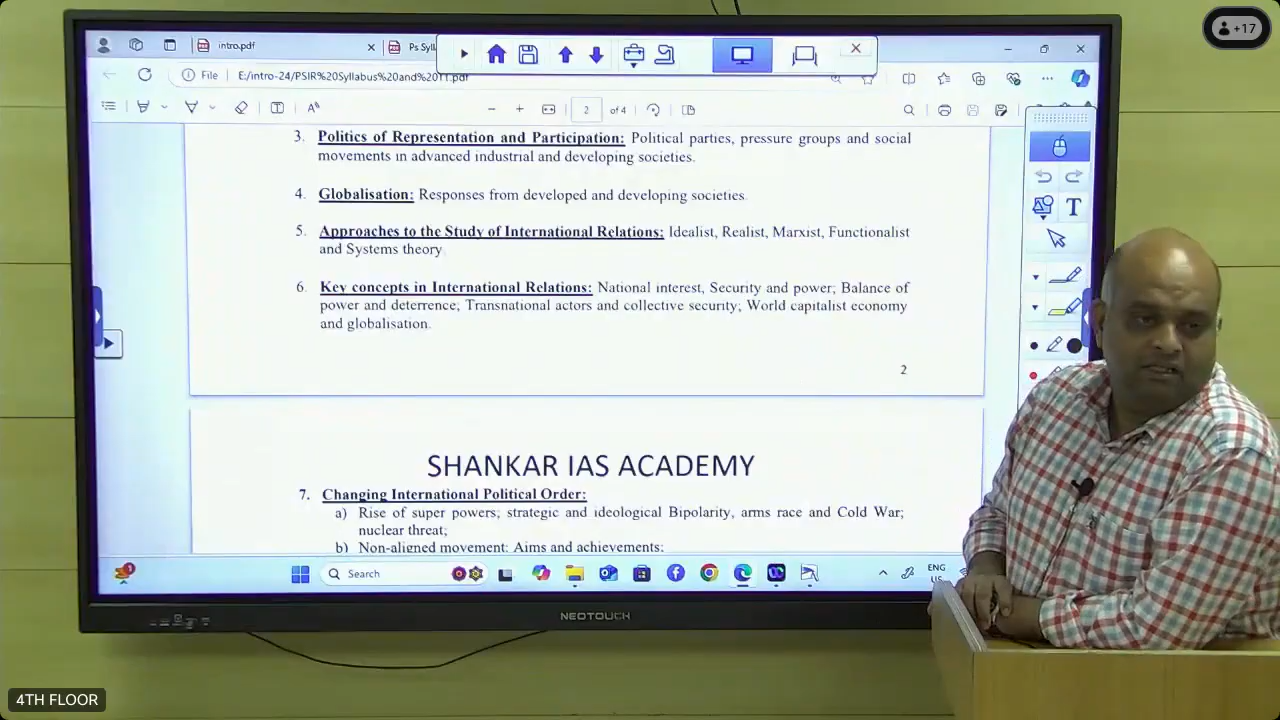 +17
intro.pdf
Ps Syll
File
E:/intro-24/PSIR%20Syllabus%20and%20
2 of 4
3. Politics of Representation and Participation: Political parties, pressure groups and social
movements in advanced industrial and developing societies.
4. Globalisation: Responses from developed and developing societies.
5. Approaches to the Study of International Relations: Idealist, Realist, Marxist, Functionalist
and Systems theory
6. Key concepts in International Relations: National interest, Security and power; Balance of
power and deterrence; Transnational actors and collective security; World capitalist economy
and globalisation.
2
SHANKAR IAS ACADEMY
7. Changing International Political Order:
a) Rise of super powers; strategic and ideological Bipolarity, arms race and Cold War;
nuclear threat;
b) Non-aligned movement: Aims and achievements;
Search
ENG
US
NEOTOUCH
4TH FLOOR